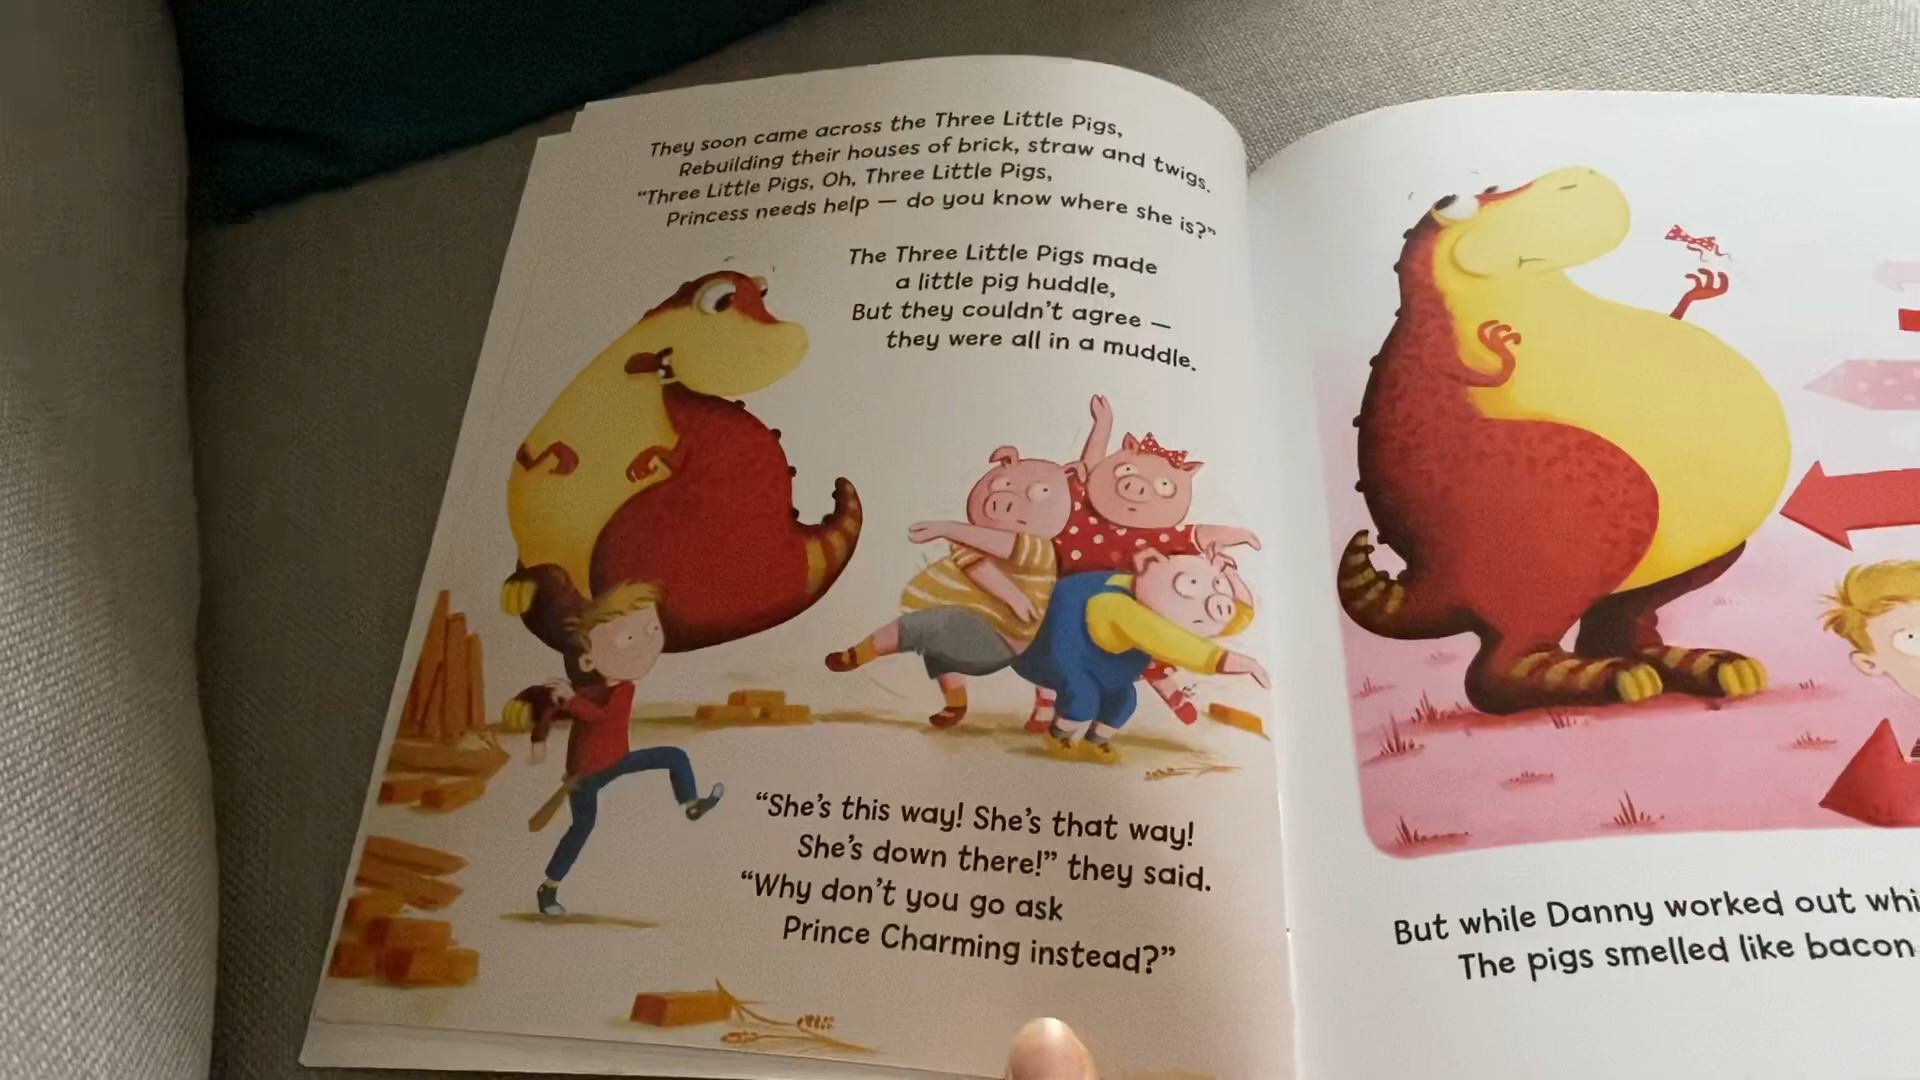 They soon came across the Three Little Pigs,
Rebuilding their houses of brick, straw and twigs.
“Three Little Pigs, Oh, Three Little Pigs,
Princess needs help — do you know where she is?”
The Three Little Pigs made
a little pig huddle,
But they couldn’t agree —
they were all in a muddle.
“She’s this way! She’s that way!
She’s down there!” they said.
“Why don’t you go ask
Prince Charming instead?”
But while Danny worked out
The pigs smelled like bacon